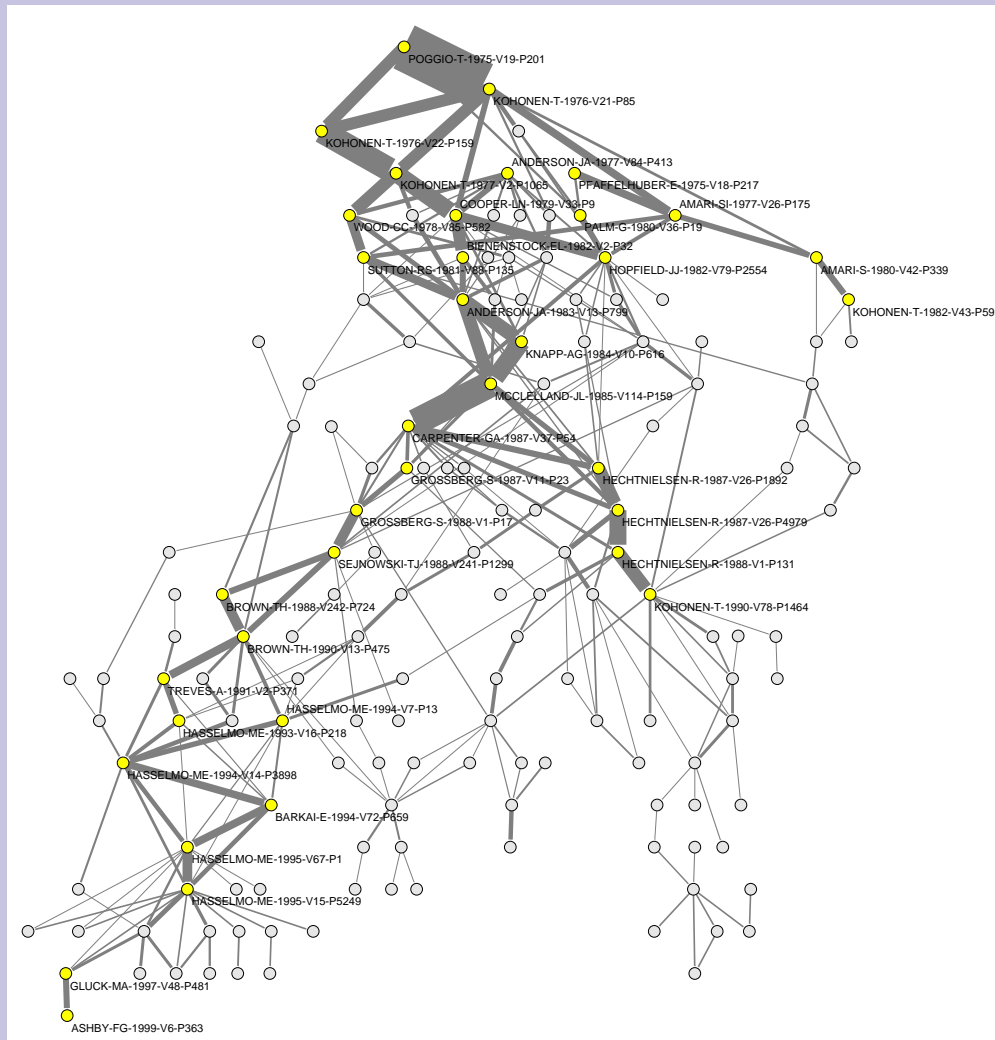 POGGIO-T-1975-V19-P201
KOHONEN-T-1976-V21-P85
KOHONEN-T-1976-V22-P159
ANDERSON-JA-1977-V84-P413
KOHONEN-T-1977-V2-P1065
PFAFFELHUBER-E-1975-V18-P217
COOPER-LN-1979-V33-P9
AMARI-SI-1977-V26-P175
WOOD-CC-1978-V85-P582
PALM-G-1980-V36-P19
BIENENSTOCK-EL-1982-V2-P32
SUTTON-RS-1981-V88-P135
HOPFIELD-JJ-1982-V79-P2554
AMARI-S-1980-V42-P339
ANDERSON-JA-1983-V13-P799
KOHONEN-T-1982-V43-P59
KNAPP-AG-1984-V10-P616
MCCLELLAND-JL-1985-V114-P159
CARPENTER-GA-1987-V37-P54
GROSSBERG-S-1987-V11-P23
HECHTNIELSEN-R-1987-V26-P1892
GROSSBERG-S-1988-V1-P17
HECHTNIELSEN-R-1987-V26-P4979
SEJNOWSKI-TJ-1988-V241-P1299
HECHTNIELSEN-R-1988-V1-P131
BROWN-TH-1988-V242-P724
KOHONEN-T-1990-V78-P1464
BROWN-TH-1990-V13-P475
TREVES-A-1991-V2-P371
HASSELMO-ME-1994-V7-P13
HASSELMO-ME-1993-V16-P218
HASSELMO-ME-1994-V14-P3898
BARKAI-E-1994-V72-P659
HASSELMO-ME-1995-V67-P1
HASSELMO-ME-1995-V15-P5249
GLUCK-MA-1997-V48-P481
ASHBY-FG-1999-V6-P363